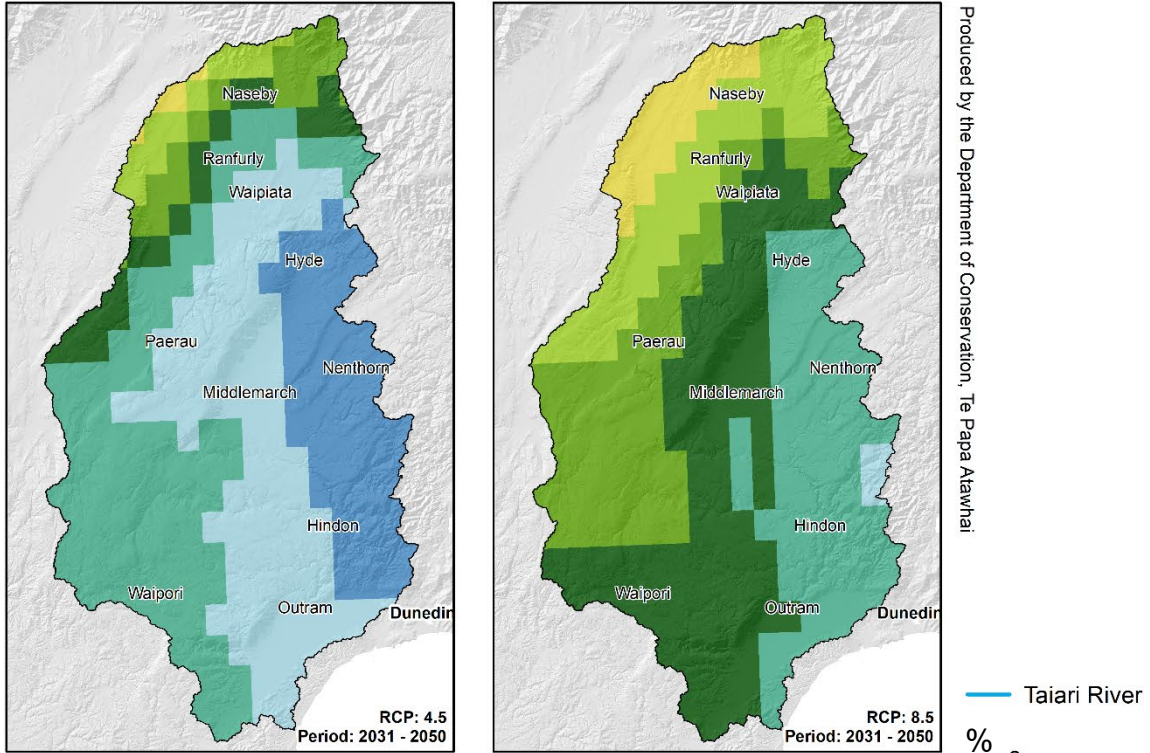 Naseby
Ranfurly
Waipiata
Hyde
Paerau
Nenthorn
Middlemarch
Hindon
Waipori
Outram
Dunedin
RCP: 4.5
Period: 2031 - 2050
Naseby
Ranfurly
Waipiata
Hyde
Paerau
Nenthorn
Middlemarch
Hindon
Waipori
Outram
Dunedin
RCP: 8.5
Period: 2031 - 2050
Produced by the Department of Conservation, Te Papa Atawhai
Taiari River
%